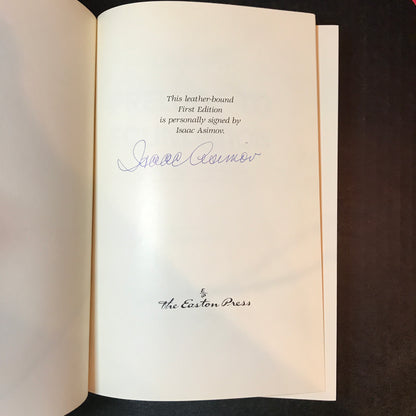 This leather-bound
First Edition
is personally signed by
Isaac Asimov.
Isaac Asimov
The Easton Press